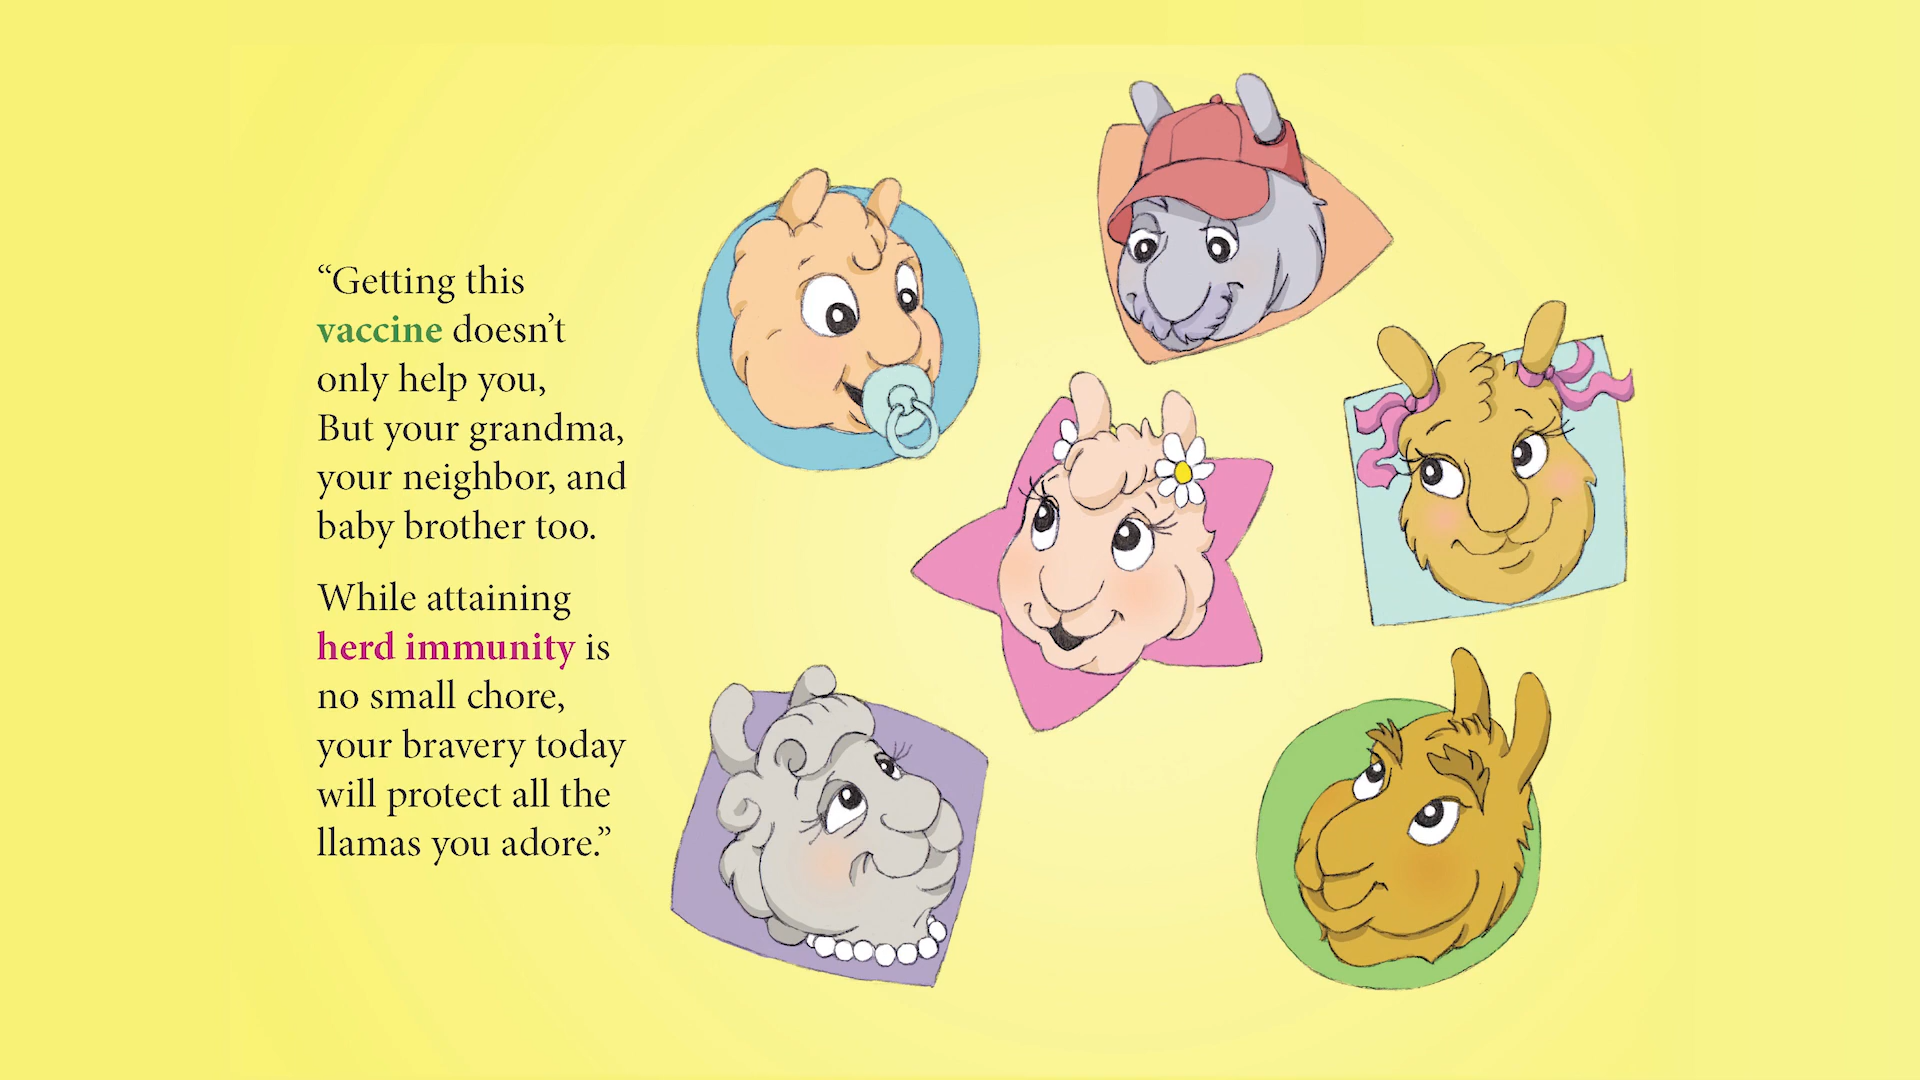 “Getting this
vaccine doesn’t
only help you,
But your grandma,
your neighbor, and
baby brother too.
While attaining
herd immunity is
no small chore,
your bravery today
will protect all the
llamas you adore.”